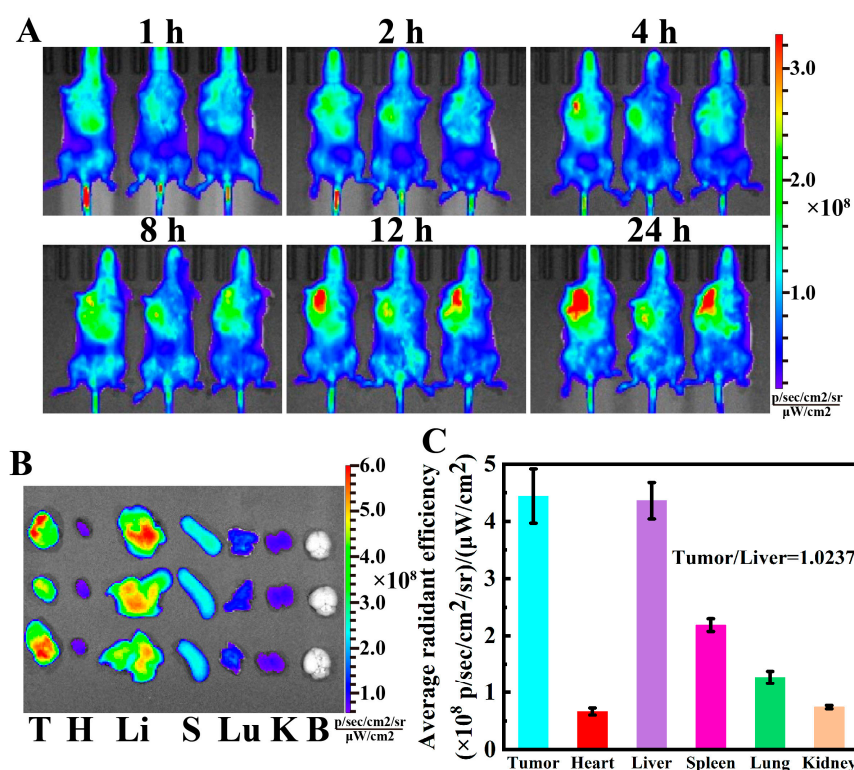 A
1 h
2 h
4 h
3.0
2.0
×10⁸
1.0
8 h
12 h
24 h
p/sec/cm2/sr
μW/cm2
B
6.0
5.0
4.0
×10⁸
3.0
2.0
1.0
T H Li S Lu K B
p/sec/cm2/sr
μW/cm2
C
Average radidant efficiency
(×10⁸ p/sec/cm²/sr)/(μW/cm²)
5
4
3
2
1
0
Tumor/Liver=1.0237
Tumor Heart Liver Spleen Lung Kidney